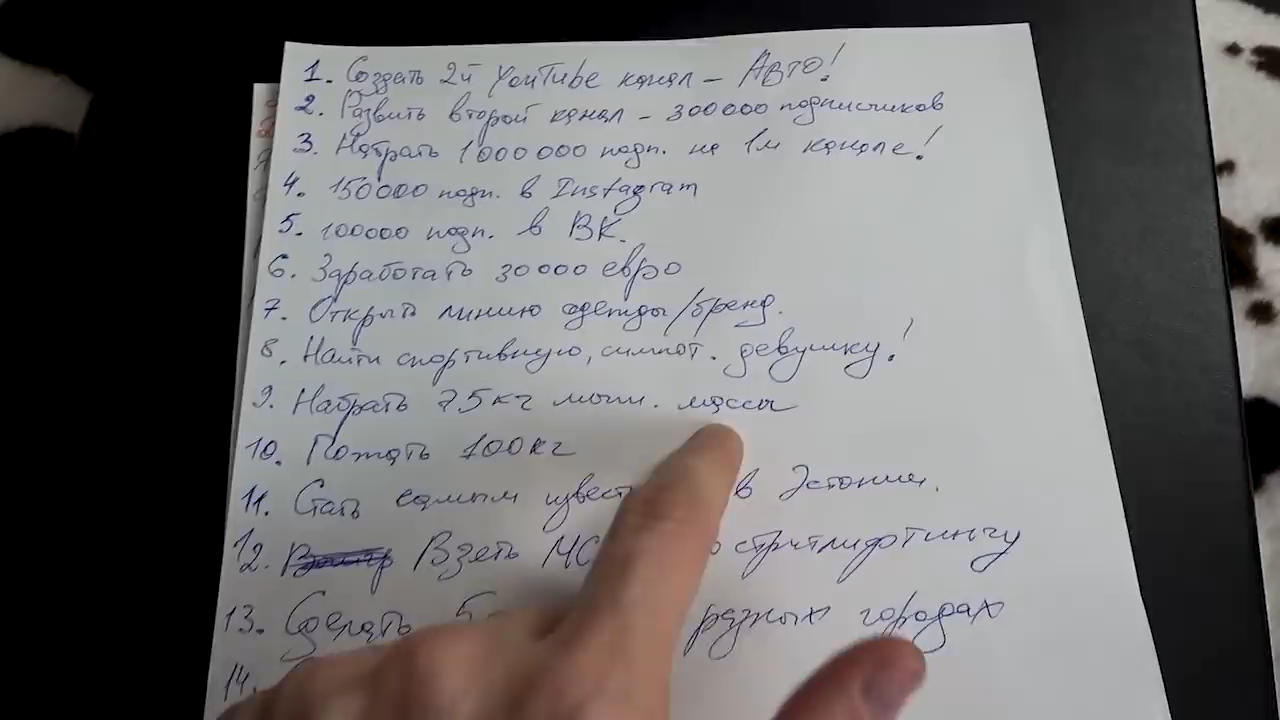 1. Создать 2й YouTube канал – АВТО!
2. Развить второй канал – 300000 подписчиков
3. Набрать 1000000 подп. на 1м канале!
4. 150000 подп. в Instagram
5. 100000 подп. в ВК.
6. Заработать 30000 евро
7. Открыть линию одежды/бренд.
8. Найти спортивную, симпат. девушку!
9. Набрать 75кг мыш. массы
10. Пожать 100кг
11. Стать самым извест в Эстонии.
12. Взеть МС стритлифтингу
13. Сделать 5 разных городах
14.